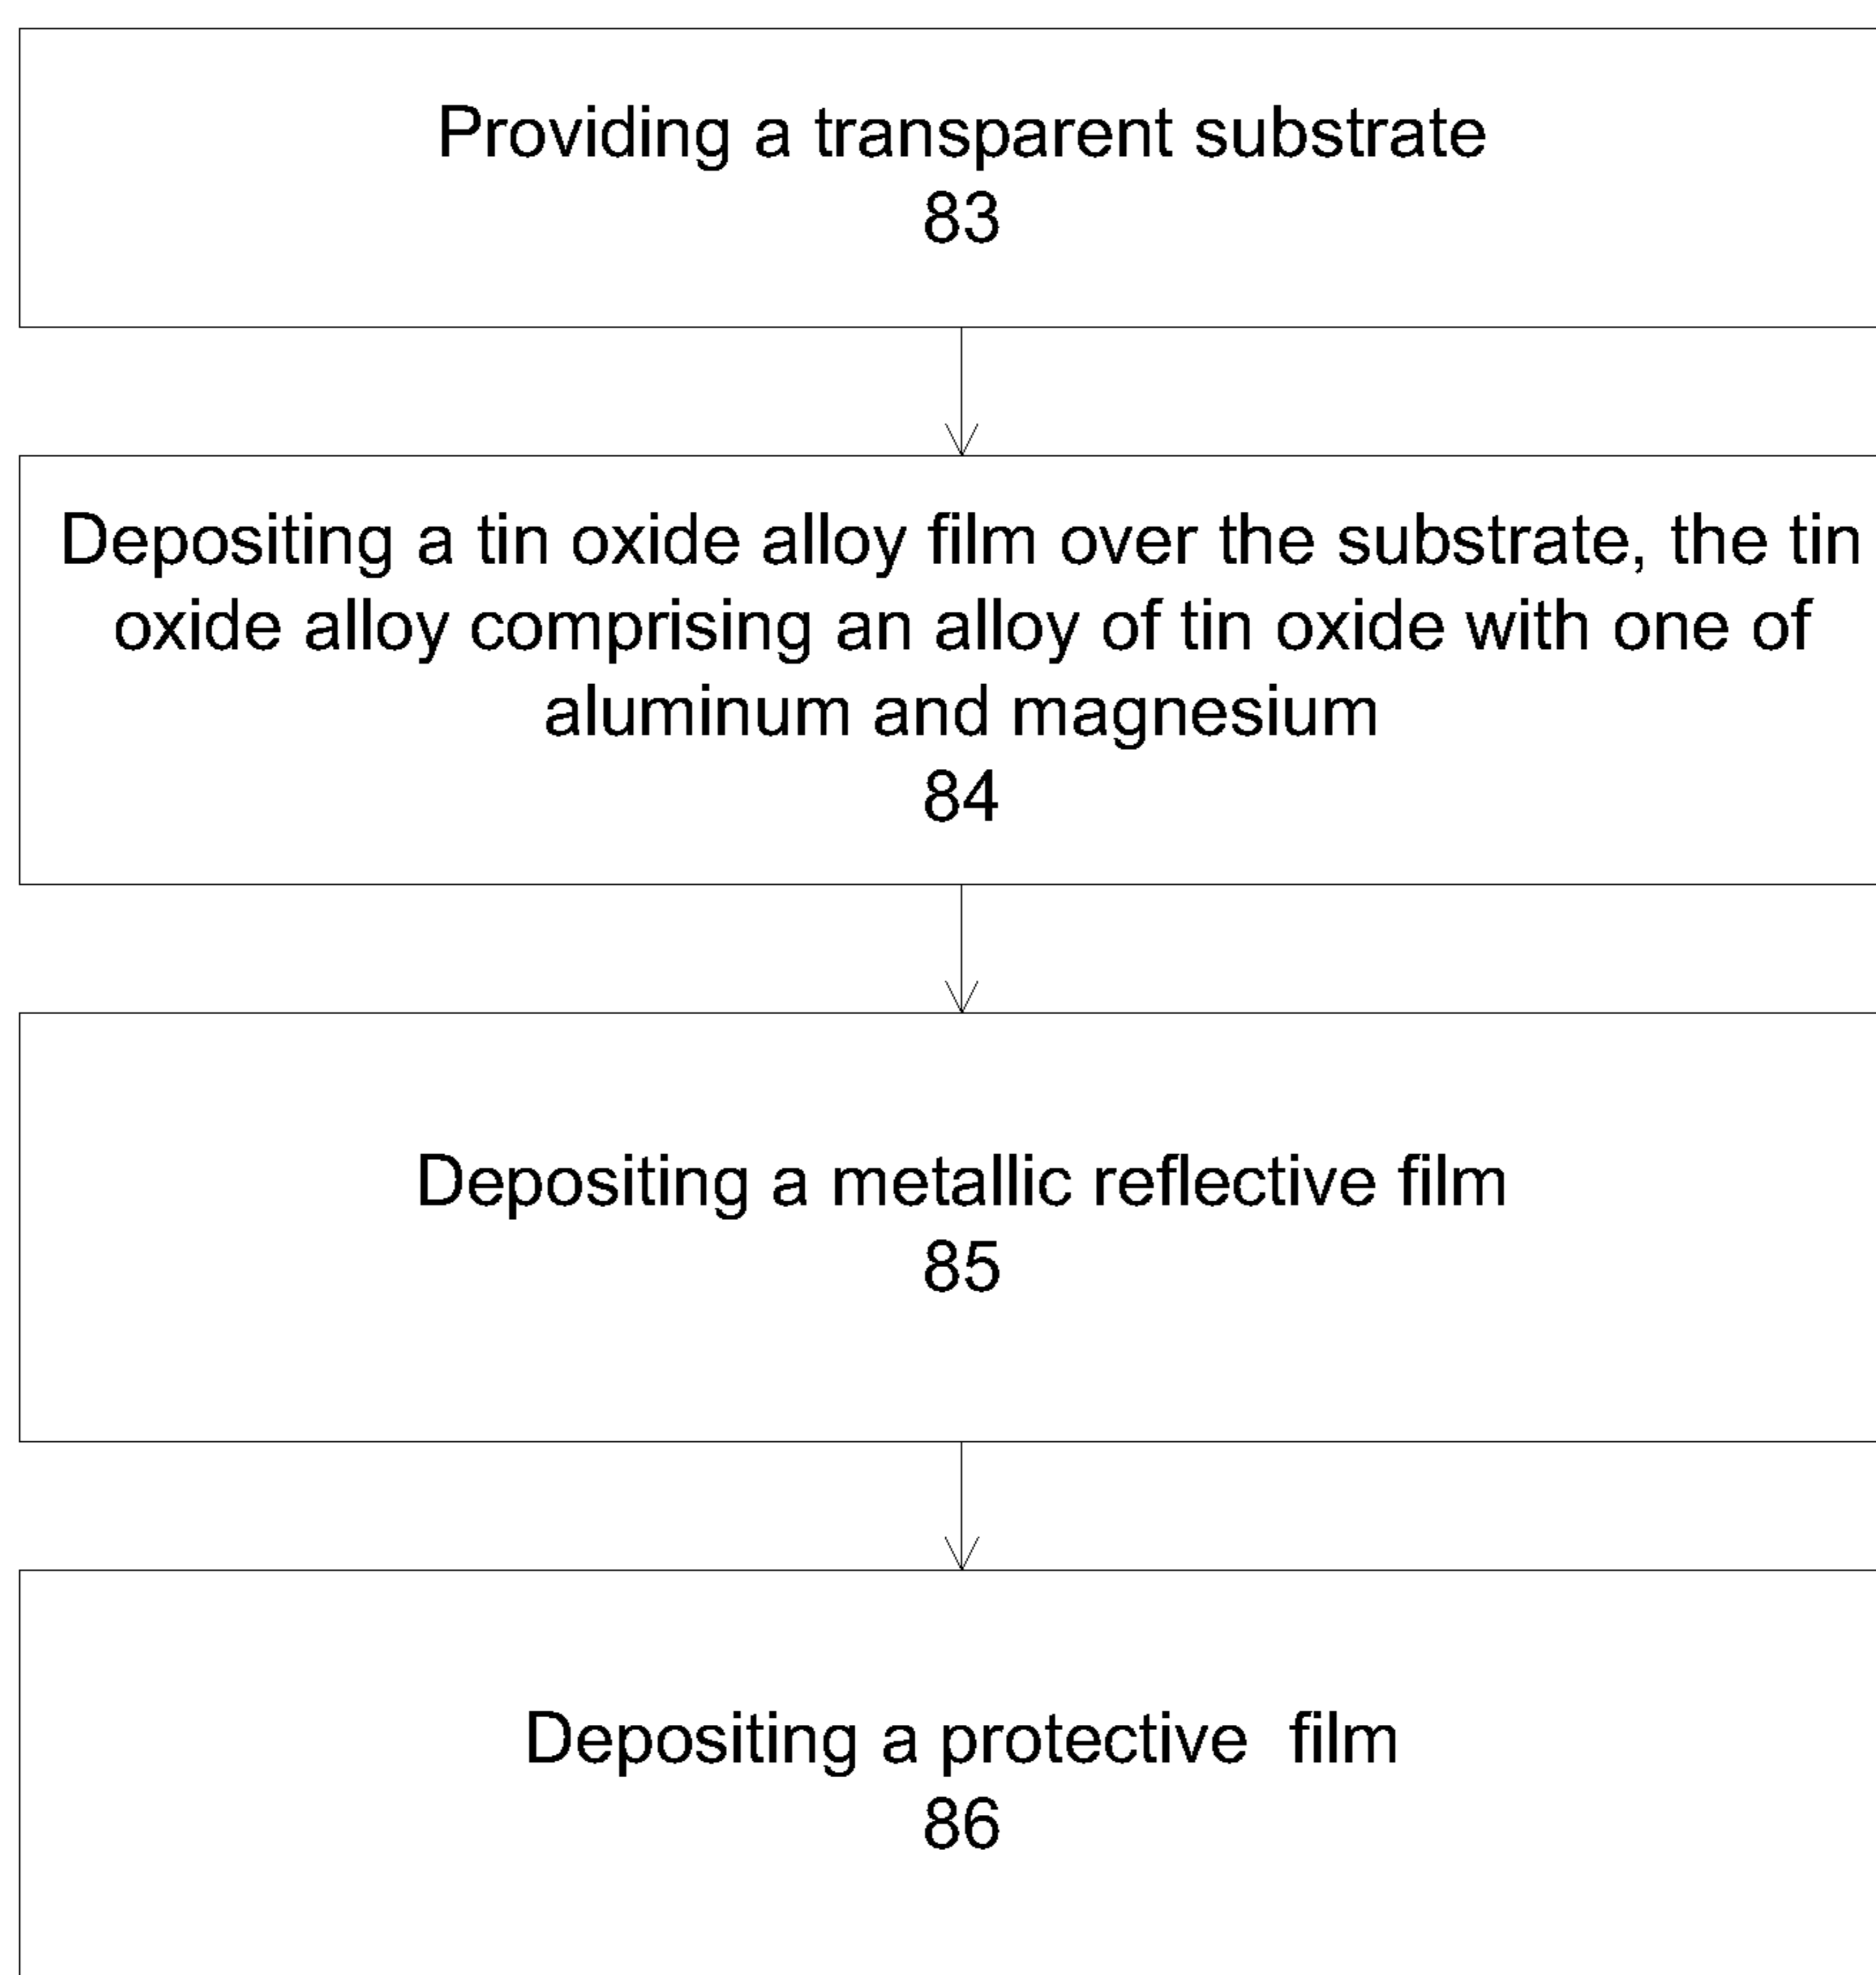 Providing a transparent substrate
83
Depositing a tin oxide alloy film over the substrate, the tin
oxide alloy comprising an alloy of tin oxide with one of
aluminum and magnesium
84
Depositing a metallic reflective film
85
Depositing a protective  film
86